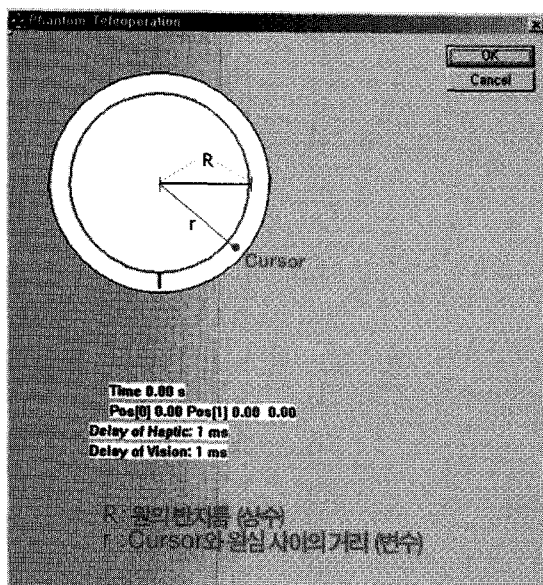 Phantom Teleoperation
OK
Cancel
R
r
Cursor
Time 0.00 s
Pos[0] 0.00 Pos[1] 0.00 0.00
Delay of Haptic: 1 ms
Delay of Vision: 1 ms
R : 원의 반지름 (상수)
r : Cursor와 원심 사이의 거리 (변수)